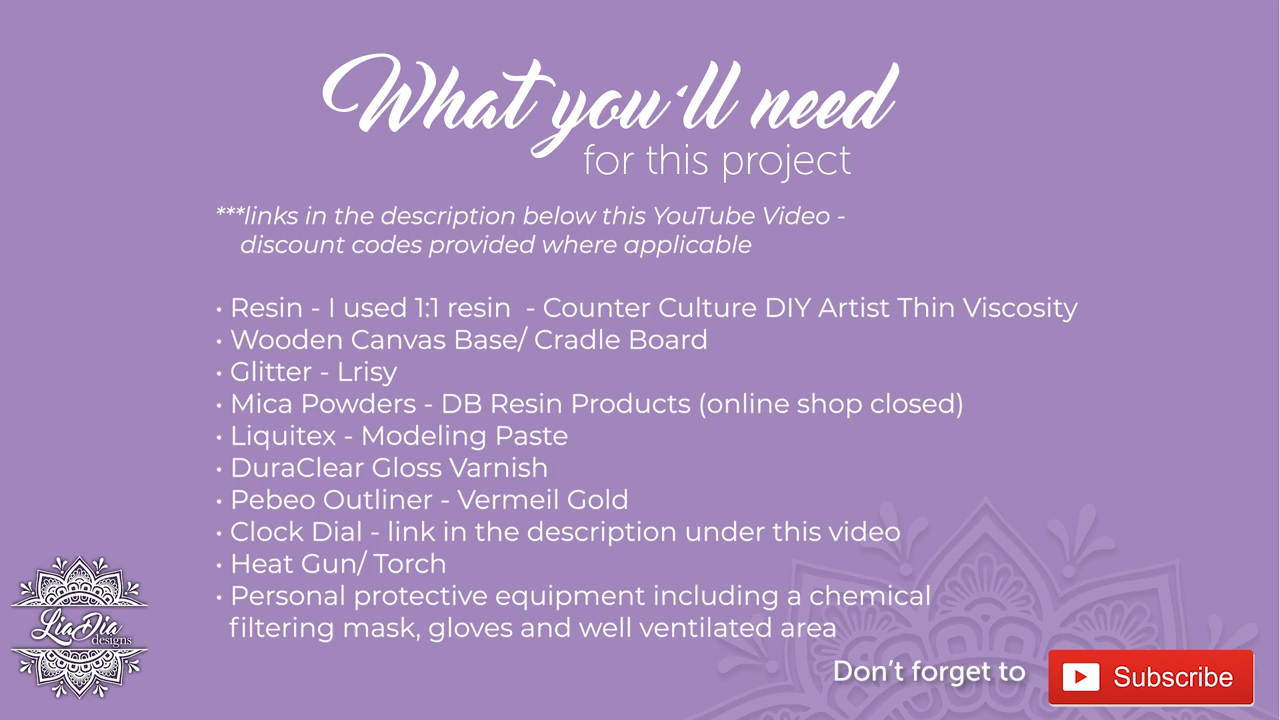 What you'll need
for this project
***links in the description below this YouTube Video -
discount codes provided where applicable
• Resin - I used 1:1 resin  - Counter Culture DIY Artist Thin Viscosity
• Wooden Canvas Base/ Cradle Board
• Glitter - Lrisy
• Mica Powders - DB Resin Products (online shop closed)
• Liquitex - Modeling Paste
• DuraClear Gloss Varnish
• Pebeo Outliner - Vermeil Gold
• Clock Dial - link in the description under this video
• Heat Gun/ Torch
• Personal protective equipment including a chemical
filtering mask, gloves and well ventilated area
LiaDia
designs
Don't forget to
Subscribe